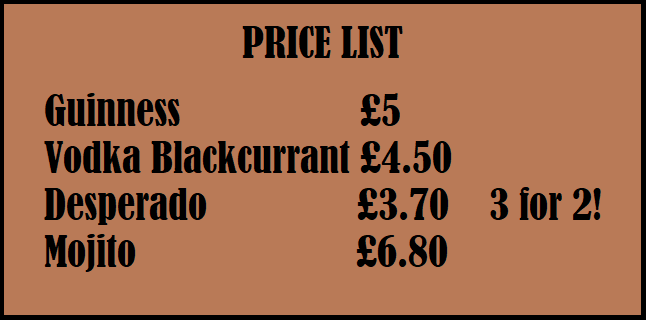 PRICE LIST
Guinness £5
Vodka Blackcurrant £4.50
Desperado £3.70 3 for 2!
Mojito £6.80